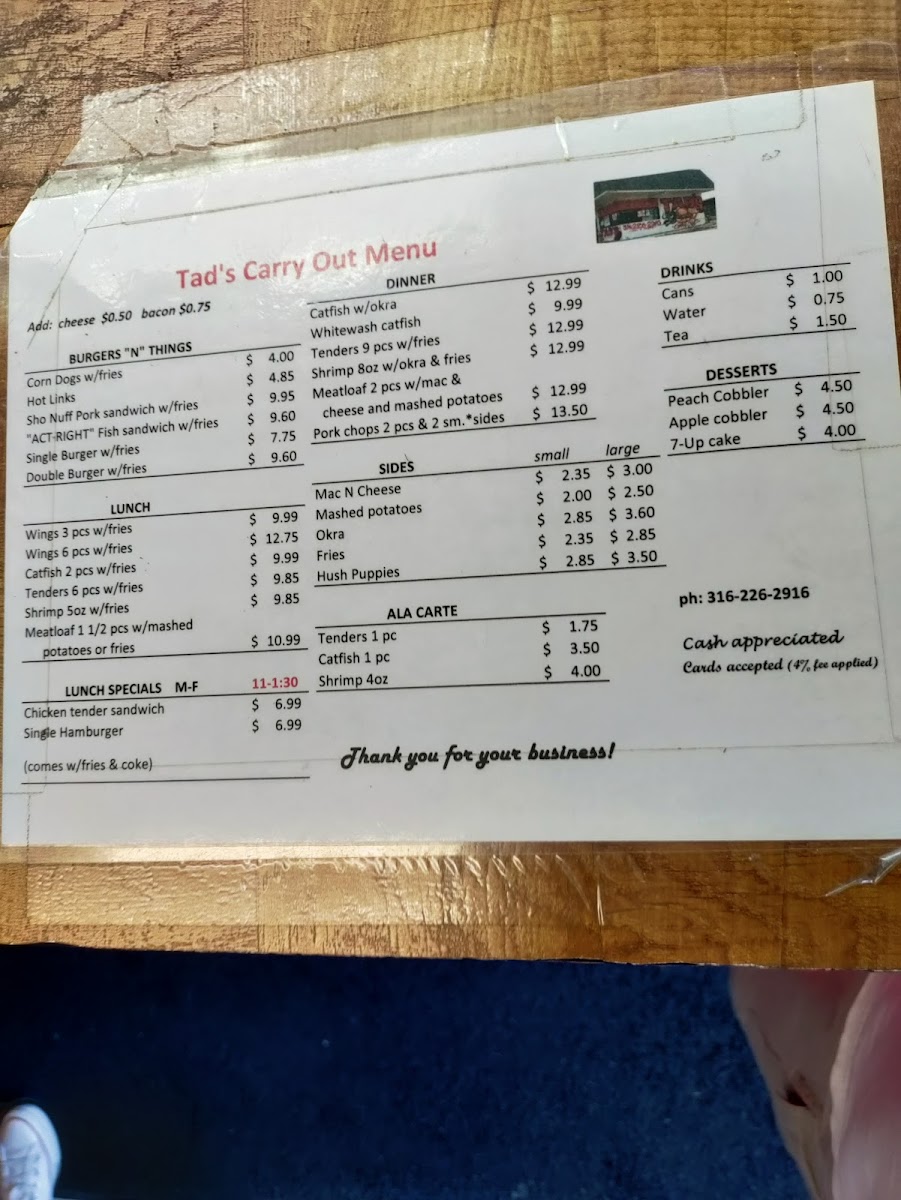 Tad's Carry Out Menu
Add: cheese $0.50 bacon $0.75
BURGERS "N" THINGS
Corn Dogs w/fries $ 4.00
Hot Links $ 4.85
Sho Nuff Pork sandwich w/fries $ 9.95
"ACT-RIGHT" Fish sandwich w/fries $ 9.60
Single Burger w/fries $ 7.75
Double Burger w/fries $ 9.60
LUNCH
Wings 3 pcs w/fries $ 9.99
Wings 6 pcs w/fries $ 12.75
Catfish 2 pcs w/fries $ 9.99
Tenders 6 pcs w/fries $ 9.85
Shrimp 5oz w/fries $ 9.85
Meatloaf 1 1/2 pcs w/mashed
potatoes or fries $ 10.99
LUNCH SPECIALS M-F 11-1:30
Chicken tender sandwich $ 6.99
Single Hamburger $ 6.99
(comes w/fries & coke)
DINNER
Catfish w/okra $ 12.99
Whitewash catfish $ 9.99
Tenders 9 pcs w/fries $ 12.99
Shrimp 8oz w/okra & fries $ 12.99
Meatloaf 2 pcs w/mac &
cheese and mashed potatoes $ 12.99
Pork chops 2 pcs & 2 sm.*sides $ 13.50
SIDES small large
Mac N Cheese $ 2.35 $ 3.00
Mashed potatoes $ 2.00 $ 2.50
Okra $ 2.85 $ 3.60
Fries $ 2.35 $ 2.85
Hush Puppies $ 2.85 $ 3.50
ALA CARTE
Tenders 1 pc $ 1.75
Catfish 1 pc $ 3.50
Shrimp 4oz $ 4.00
Thank you for your business!
DRINKS
Cans $ 1.00
Water $ 0.75
Tea $ 1.50
DESSERTS
Peach Cobbler $ 4.50
Apple cobbler $ 4.50
7-Up cake $ 4.00
ph: 316-226-2916
Cash appreciated
Cards accepted (4% fee applied)